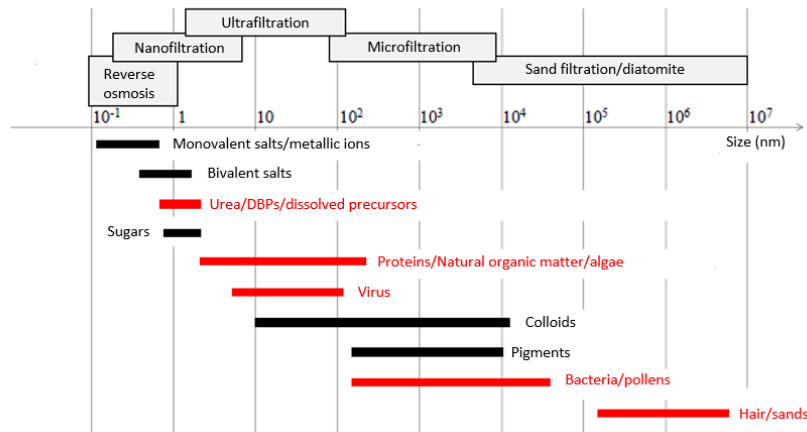 Ultrafiltration
Nanofiltration
Microfiltration
Reverse
osmosis
Sand filtration/diatomite
10⁻¹ 1 10 10² 10³ 10⁴ 10⁵ 10⁶ 10⁷
Size (nm)
Monovalent salts/metallic ions
Bivalent salts
Urea/DBPs/dissolved precursors
Sugars
Proteins/Natural organic matter/algae
Virus
Colloids
Pigments
Bacteria/pollens
Hair/sands